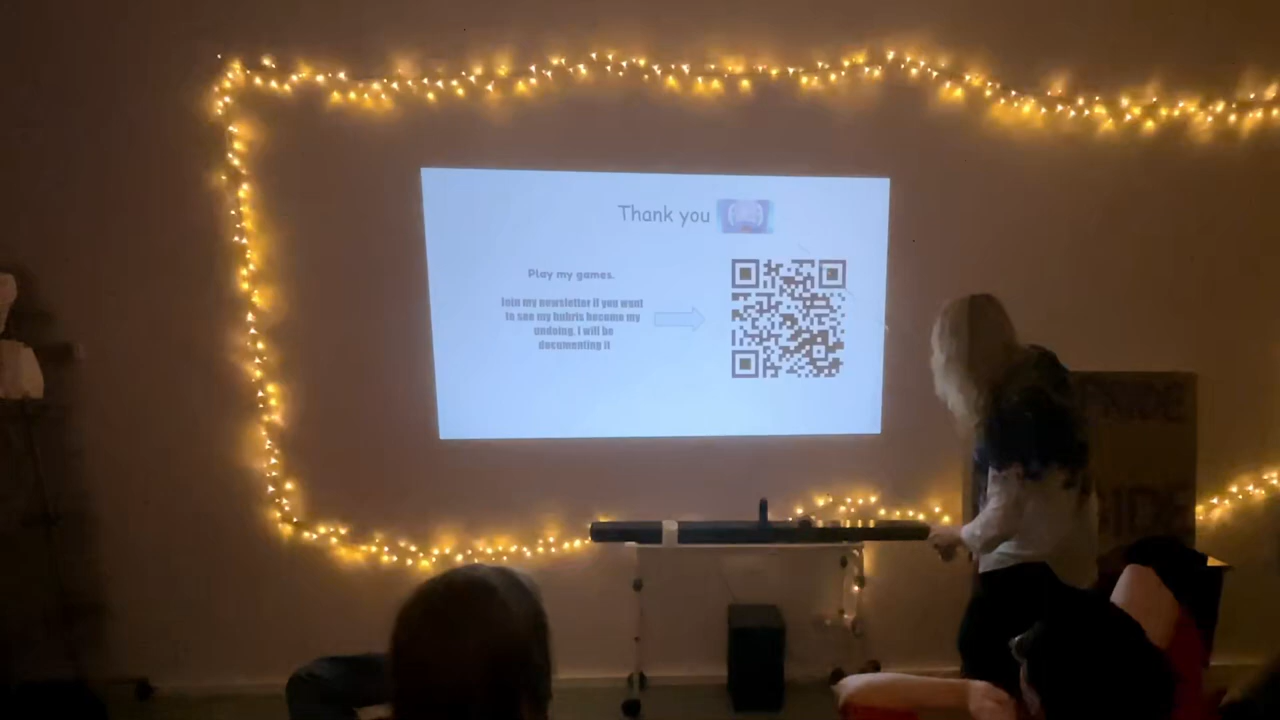 Thank you
Play my games.
Join my newsletter if you want
to see my hubris become my
undoing, I will be
documenting it
PRIDE